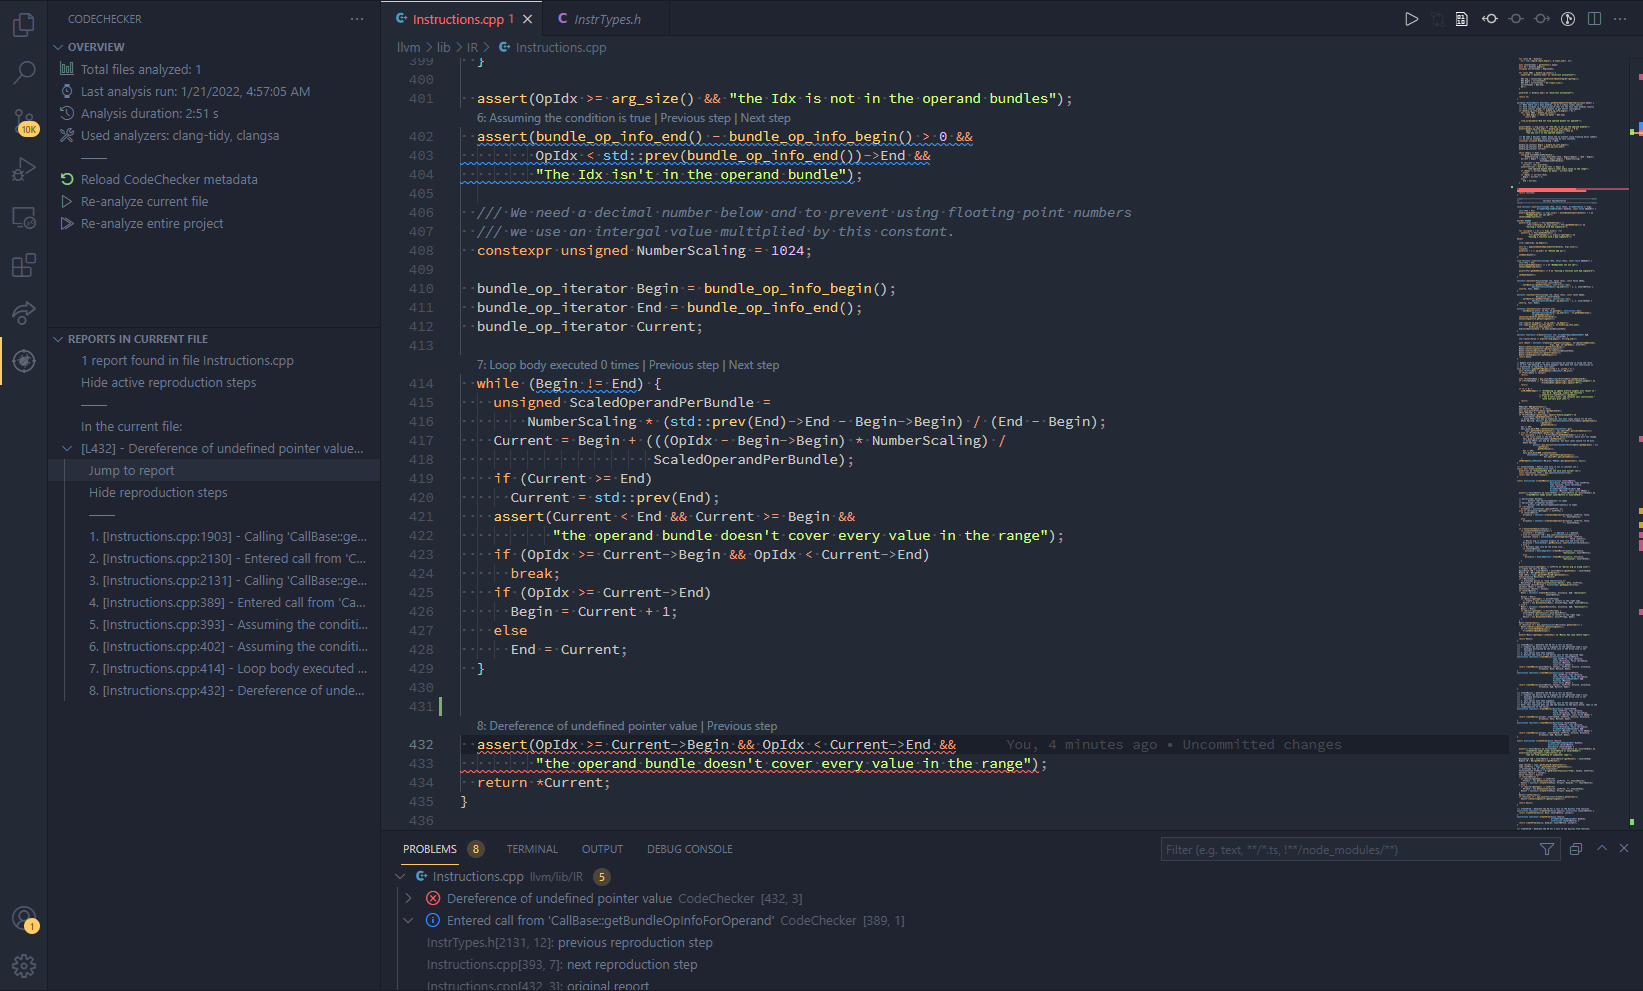 CODECHECKER
OVERVIEW
Total files analyzed: 1
Last analysis run: 1/21/2022, 4:57:05 AM
Analysis duration: 2:51 s
Used analyzers: clang-tidy, clangsa
Reload CodeChecker metadata
Re-analyze current file
Re-analyze entire project
10K
1
REPORTS IN CURRENT FILE
1 report found in file Instructions.cpp
Hide active reproduction steps
In the current file:
[L432] - Dereference of undefined pointer value...
Jump to report
Hide reproduction steps
1. [Instructions.cpp:1903] - Calling 'CallBase::ge...
2. [Instructions.cpp:2130] - Entered call from 'C...
3. [Instructions.cpp:2131] - Calling 'CallBase::ge...
4. [Instructions.cpp:389] - Entered call from 'Ca...
5. [Instructions.cpp:393] - Assuming the conditi...
6. [Instructions.cpp:402] - Assuming the conditi...
7. [Instructions.cpp:414] - Loop body executed ...
8. [Instructions.cpp:432] - Dereference of unde...
Instructions.cpp 1
InstrTypes.h
llvm > lib > IR > Instructions.cpp
399 }
400
401 assert(OpIdx >= arg_size() && "the Idx is not in the operand bundles");
6: Assuming the condition is true | Previous step | Next step
402 assert(bundle_op_info_end() - bundle_op_info_begin() > 0 &&
403 OpIdx < std::prev(bundle_op_info_end())->End &&
404 "The Idx isn't in the operand bundle");
405
406 /// We need a decimal number below and to prevent using floating point numbers
407 /// we use an intergal value multiplied by this constant.
408 constexpr unsigned NumberScaling = 1024;
409
410 bundle_op_iterator Begin = bundle_op_info_begin();
411 bundle_op_iterator End = bundle_op_info_end();
412 bundle_op_iterator Current;
413
7: Loop body executed 0 times | Previous step | Next step
414 while (Begin != End) {
415 unsigned ScaledOperandPerBundle =
416 NumberScaling * (std::prev(End)->End - Begin->Begin) / (End - Begin);
417 Current = Begin + (((OpIdx - Begin->Begin) * NumberScaling) /
418 ScaledOperandPerBundle);
419 if (Current >= End)
420 Current = std::prev(End);
421 assert(Current < End && Current >= Begin &&
422 "the operand bundle doesn't cover every value in the range");
423 if (OpIdx >= Current->Begin && OpIdx < Current->End)
424 break;
425 if (OpIdx >= Current->End)
426 Begin = Current + 1;
427 else
428 End = Current;
429 }
430
431
8: Dereference of undefined pointer value | Previous step
432 assert(OpIdx >= Current->Begin && OpIdx < Current->End && You, 4 minutes ago • Uncommitted changes
433 "the operand bundle doesn't cover every value in the range");
434 return *Current;
435 }
436
PROBLEMS 8 TERMINAL OUTPUT DEBUG CONSOLE
Filter (e.g. text, **/*.ts, !**/node_modules/**)
Instructions.cpp llvm/lib/IR 5
Dereference of undefined pointer value CodeChecker [432, 3]
Entered call from 'CallBase::getBundleOpInfoForOperand' CodeChecker [389, 1]
InstrTypes.h[2131, 12]: previous reproduction step
Instructions.cpp[393, 7]: next reproduction step
Instructions.cpp[432, 3]: original report